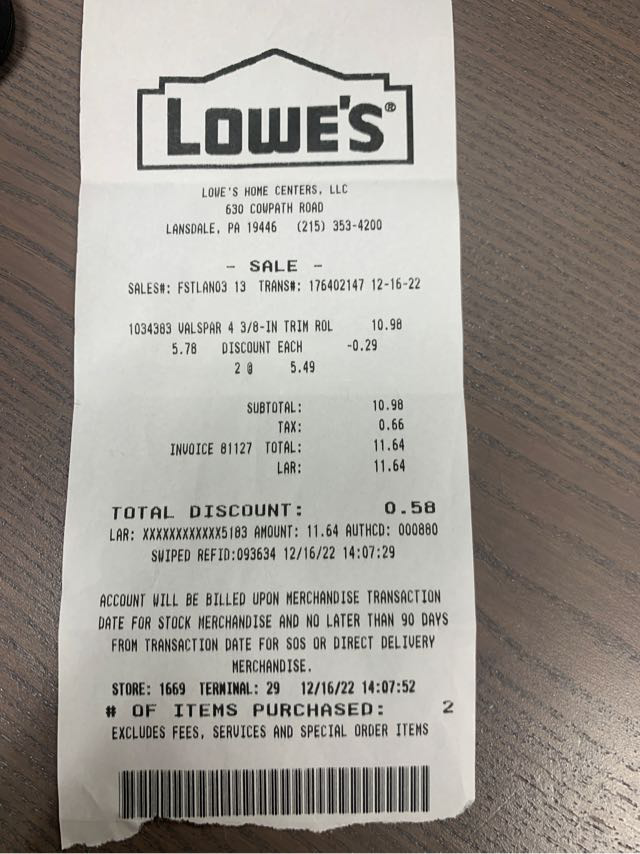 LOWE'S®
LOWE'S HOME CENTERS, LLC
630 COWPATH ROAD
LANSDALE, PA 19446 (215) 353-4200
- SALE -
SALES#: FSTLAN03 13 TRANS#: 176402147 12-16-22
1034383 VALSPAR 4 3/8-IN TRIM ROL 10.98
5.78 DISCOUNT EACH -0.29
2 @ 5.49
SUBTOTAL: 10.98
TAX: 0.66
INVOICE 81127 TOTAL: 11.64
LAR: 11.64
TOTAL DISCOUNT: 0.58
LAR: XXXXXXXXXXXX5183 AMOUNT: 11.64 AUTHCD: 000880
SWIPED REFID:093634 12/16/22 14:07:29
ACCOUNT WILL BE BILLED UPON MERCHANDISE TRANSACTION
DATE FOR STOCK MERCHANDISE AND NO LATER THAN 90 DAYS
FROM TRANSACTION DATE FOR SOS OR DIRECT DELIVERY
MERCHANDISE.
STORE: 1669 TERMINAL: 29 12/16/22 14:07:52
# OF ITEMS PURCHASED: 2
EXCLUDES FEES, SERVICES AND SPECIAL ORDER ITEMS